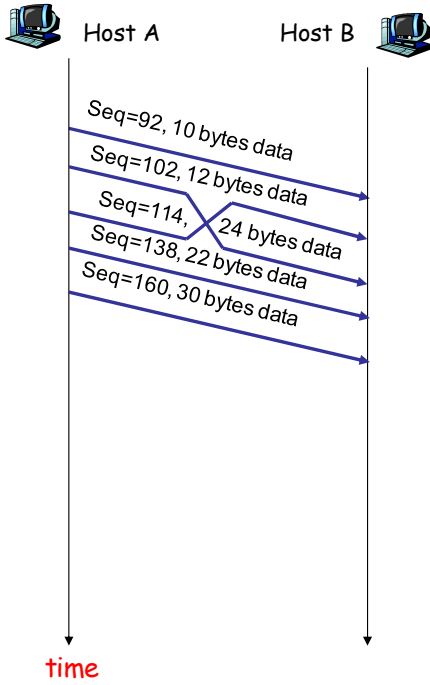 Host A
Host B
Seq=92, 10 bytes data
Seq=102, 12 bytes data
Seq=114, 24 bytes data
Seq=138, 22 bytes data
Seq=160, 30 bytes data
time